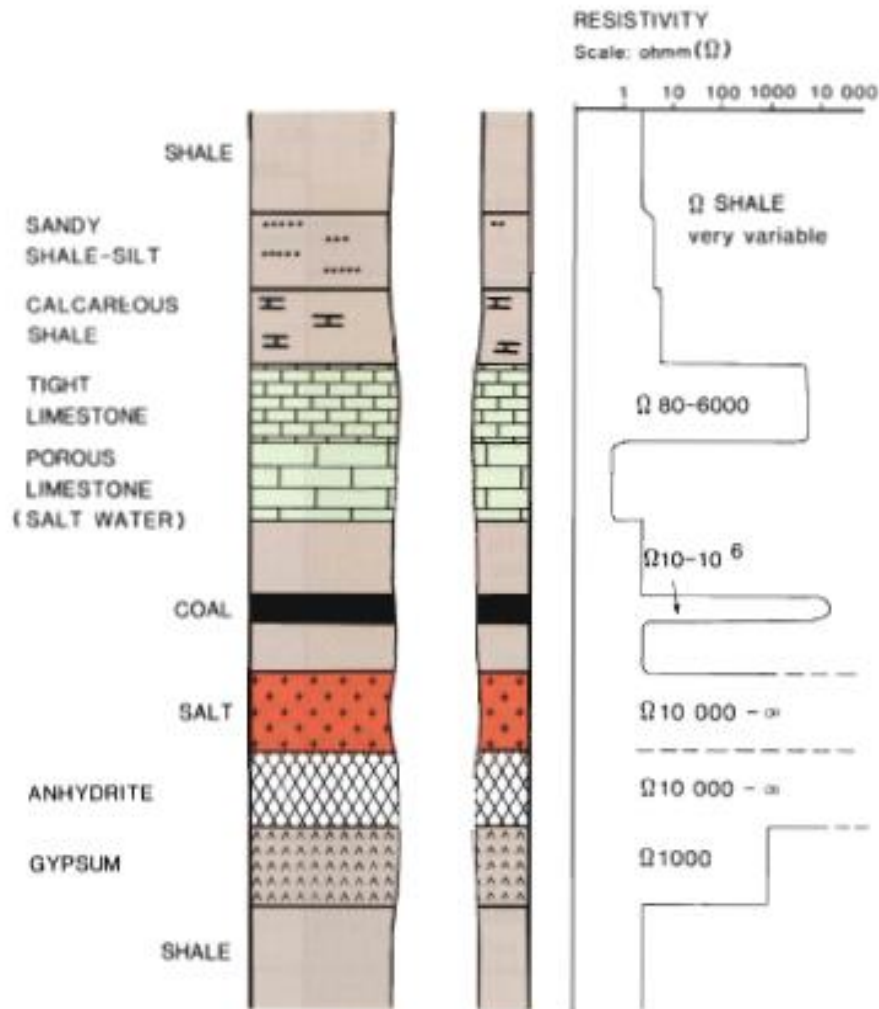 RESISTIVITY
Scale: ohmm (Ω)
1 10 100 1000 10 000
SHALE
Ω SHALE
very variable
SANDY
SHALE-SILT
CALCAREOUS
SHALE
TIGHT
LIMESTONE
Ω 80-6000
POROUS
LIMESTONE
(SALT WATER)
Ω10-10 6
COAL
SALT
Ω10 000 - ∞
ANHYDRITE
Ω10 000 - ∞
GYPSUM
Ω1000
SHALE